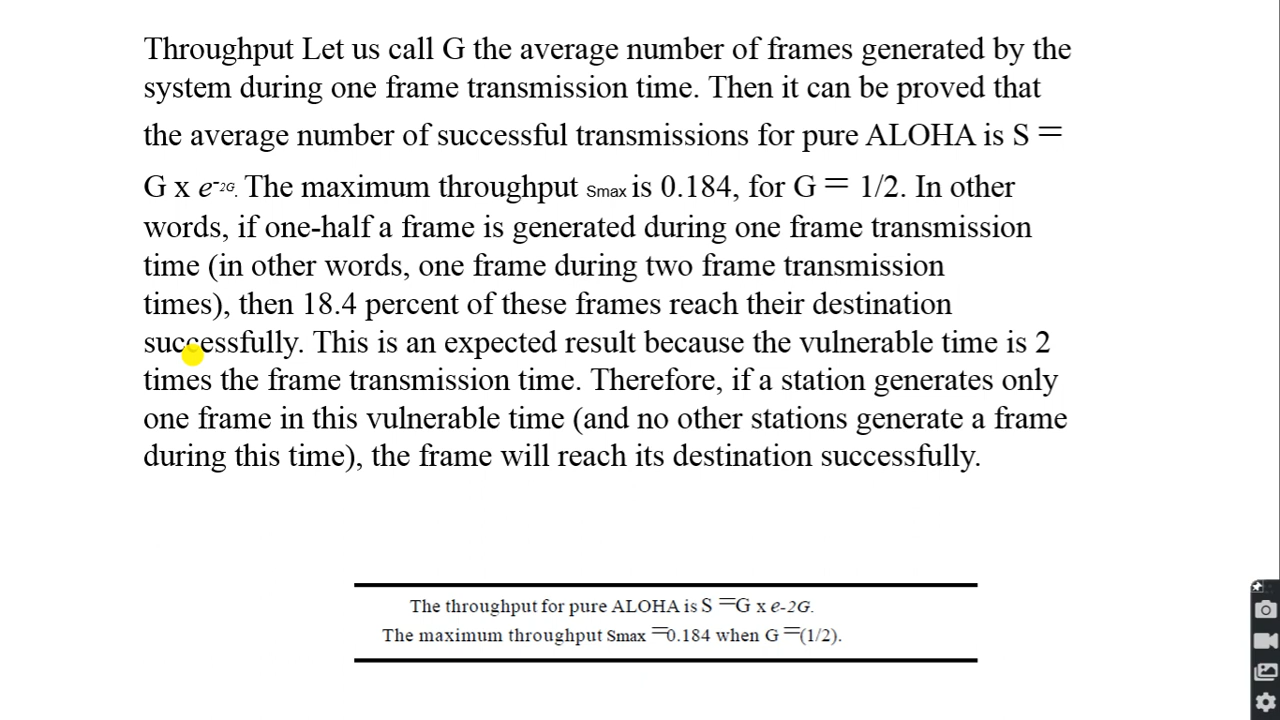 Throughput Let us call G the average number of frames generated by the
system during one frame transmission time. Then it can be proved that
the average number of successful transmissions for pure ALOHA is S =
G x e-2G. The maximum throughput Smax is 0.184, for G = 1/2. In other
words, if one-half a frame is generated during one frame transmission
time (in other words, one frame during two frame transmission
times), then 18.4 percent of these frames reach their destination
successfully. This is an expected result because the vulnerable time is 2
times the frame transmission time. Therefore, if a station generates only
one frame in this vulnerable time (and no other stations generate a frame
during this time), the frame will reach its destination successfully.
The throughput for pure ALOHA is S =G x e-2G.
The maximum throughput Smax =0.184 when G =(1/2).